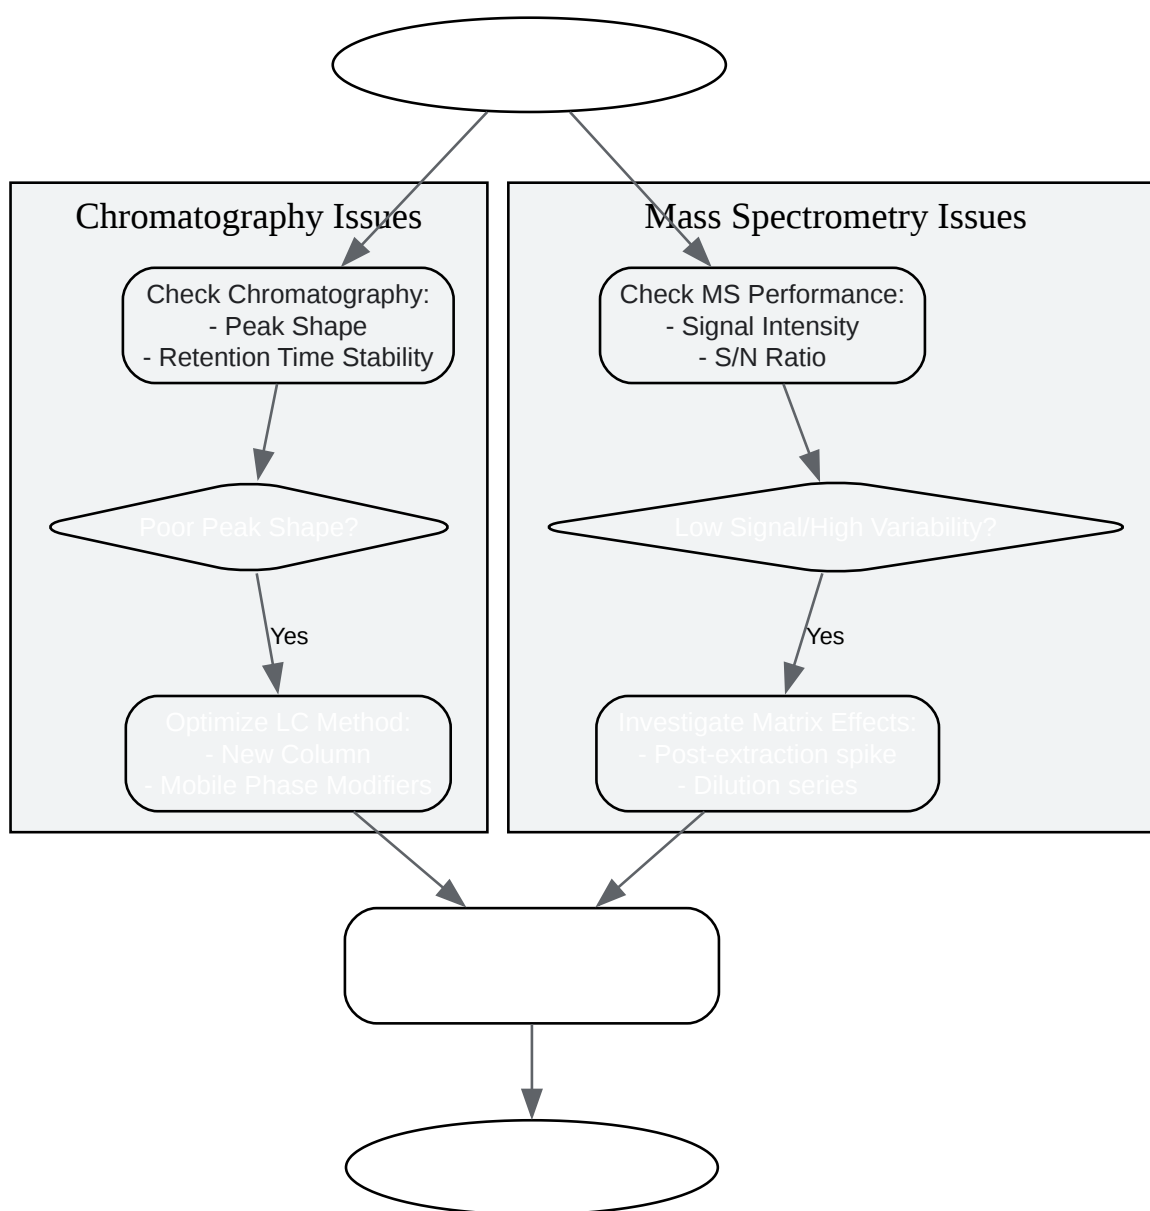 Chromatography Issues
Check Chromatography:
- Peak Shape
- Retention Time Stability
Poor Peak Shape?
Yes
Optimize LC Method:
- New Column
- Mobile Phase Modifiers
Mass Spectrometry Issues
Check MS Performance:
- Signal Intensity
- S/N Ratio
Low Signal/High Variability?
Yes
Investigate Matrix Effects:
- Post-extraction spike
- Dilution series